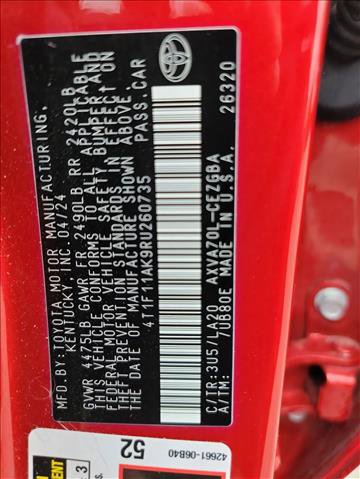 MFD. BY: TOYOTA MOTOR MANUFACTURING,
KENTUCKY, INC. 04/24
GVWR 4475LB GAWR FR 2490LB RR 2420LB
THIS VEHICLE CONFORMS TO ALL APPLICABLE
FEDERAL MOTOR VEHICLE SAFETY, BUMPER, AND
THEFT PREVENTION STANDARDS IN EFFECT ON
THE DATE OF MANUFACTURE SHOWN ABOVE.
4T1F11AK9RU260735 PASS.CAR
C/TR:3U5/LA20 AXVA70L-CEZGBA
A/TM: /UB80E MADE IN U.S.A. 26320
52
42661-06B40
3